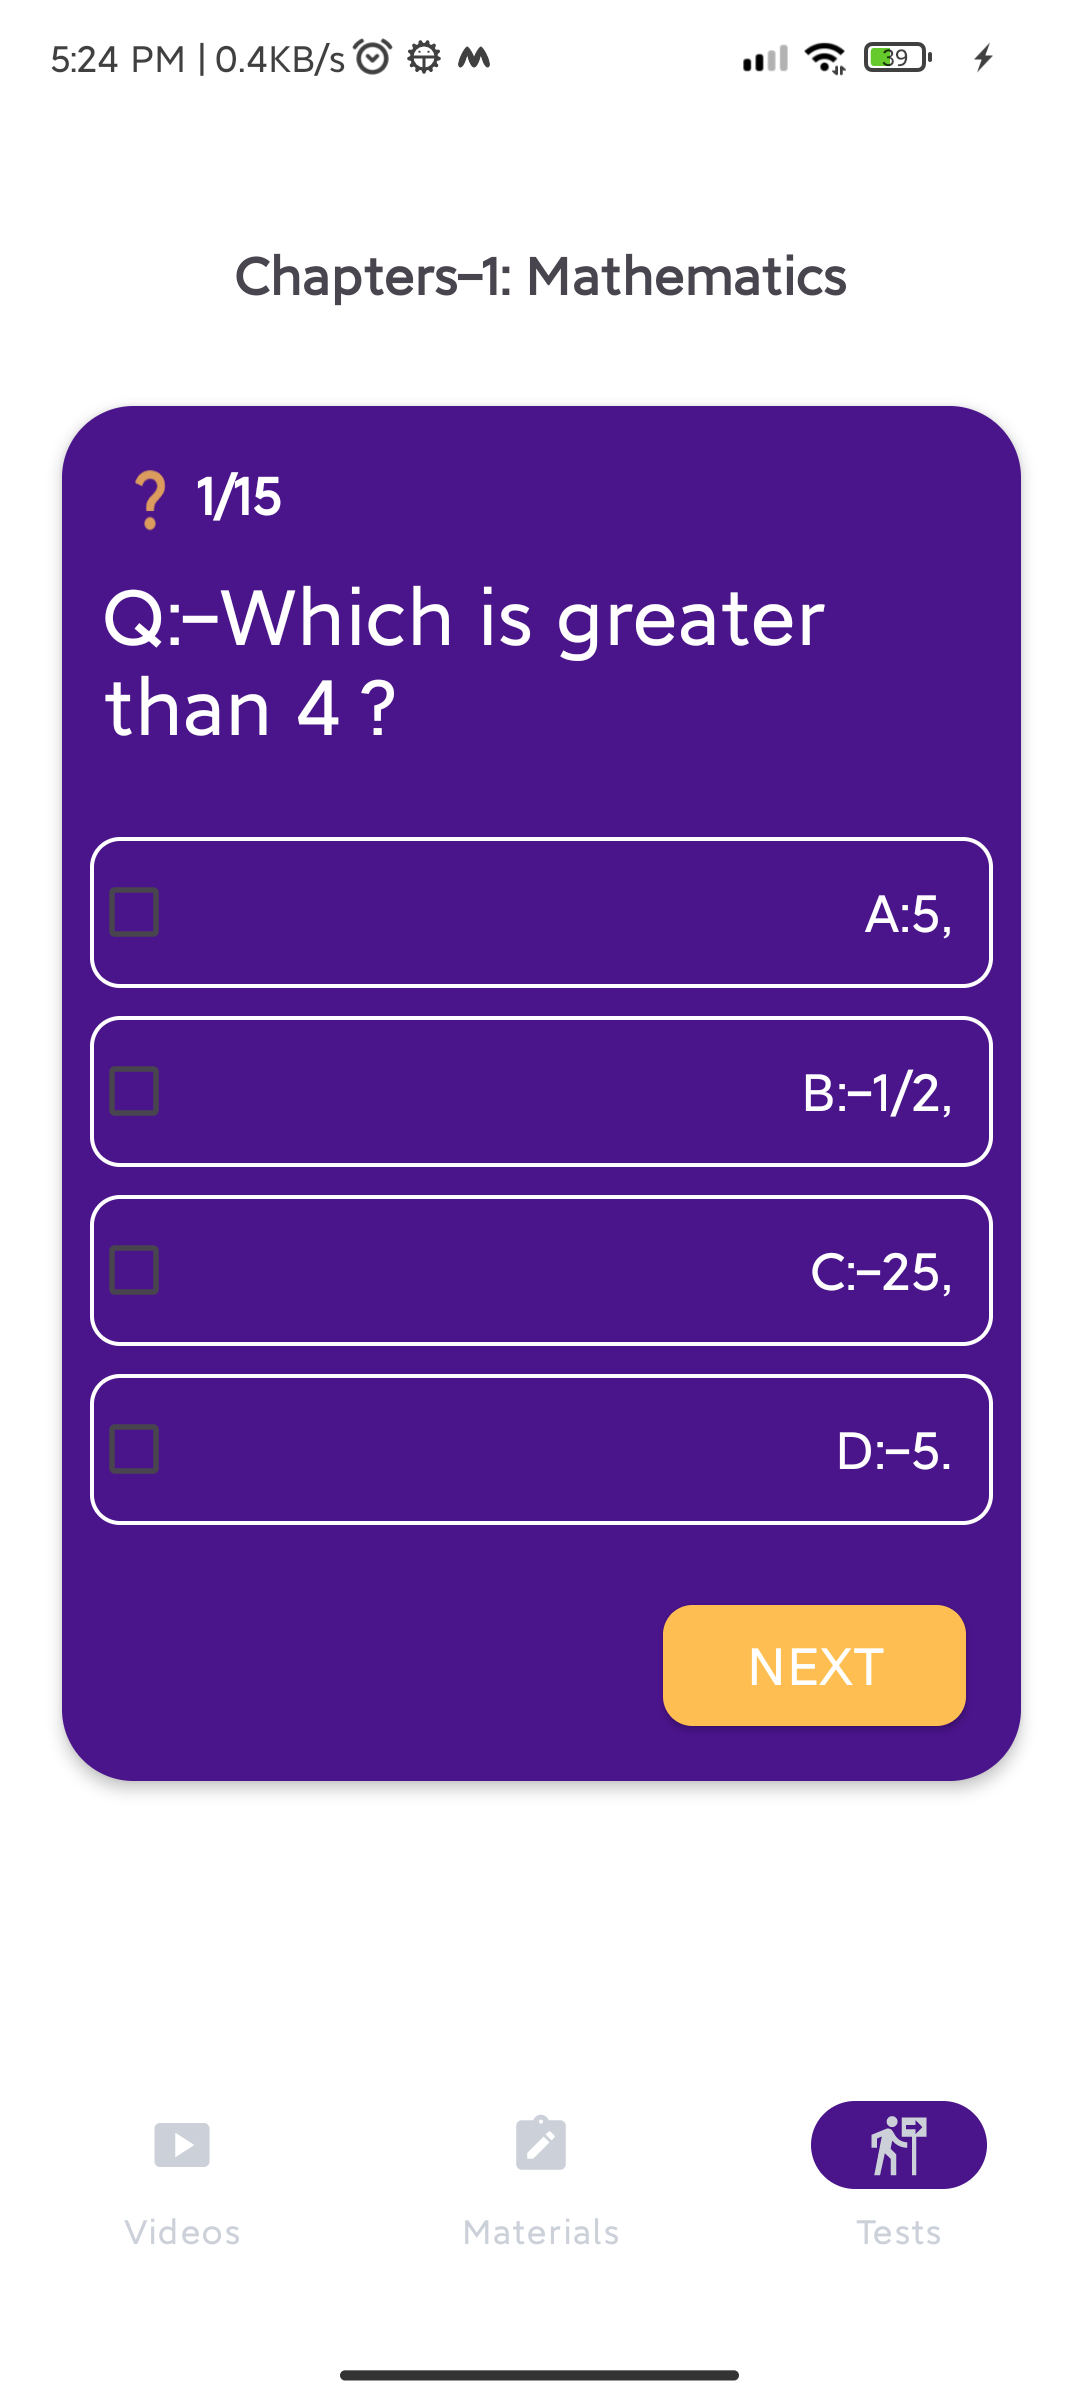 5:24 PM | 0.4KB/s
39
Chapters-1: Mathematics
? 1/15
Q:-Which is greater
than 4 ?
A:5,
B:-1/2,
C:-25,
D:-5.
NEXT
Videos
Materials
Tests